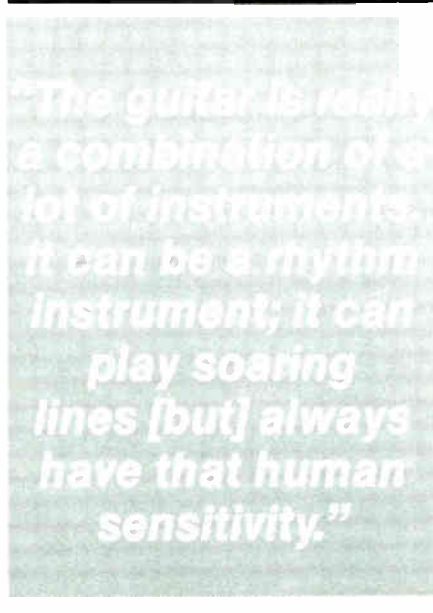 "The guitar is really
a combination of a
lot of instruments.
It can be a rhythm
instrument; it can
play soaring
lines [but] always
have that human
sensitivity."